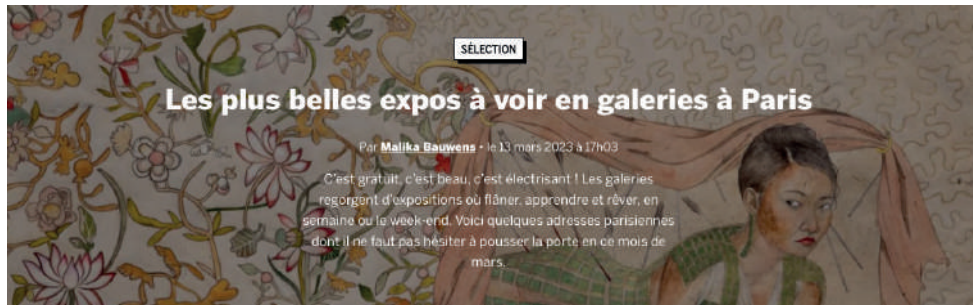 SÉLECTION
Les plus belles expos à voir en galeries à Paris
Par Malika Bauwens • le 13 mars 2023 à 17h03
C'est gratuit, c'est beau, c'est électrisant ! Les galeries
regorgent d'expositions où flâner, apprendre et rêver, en
semaine ou le week-end. Voici quelques adresses parisiennes
dont il ne faut pas hésiter à pousser la porte en ce mois de
mars.